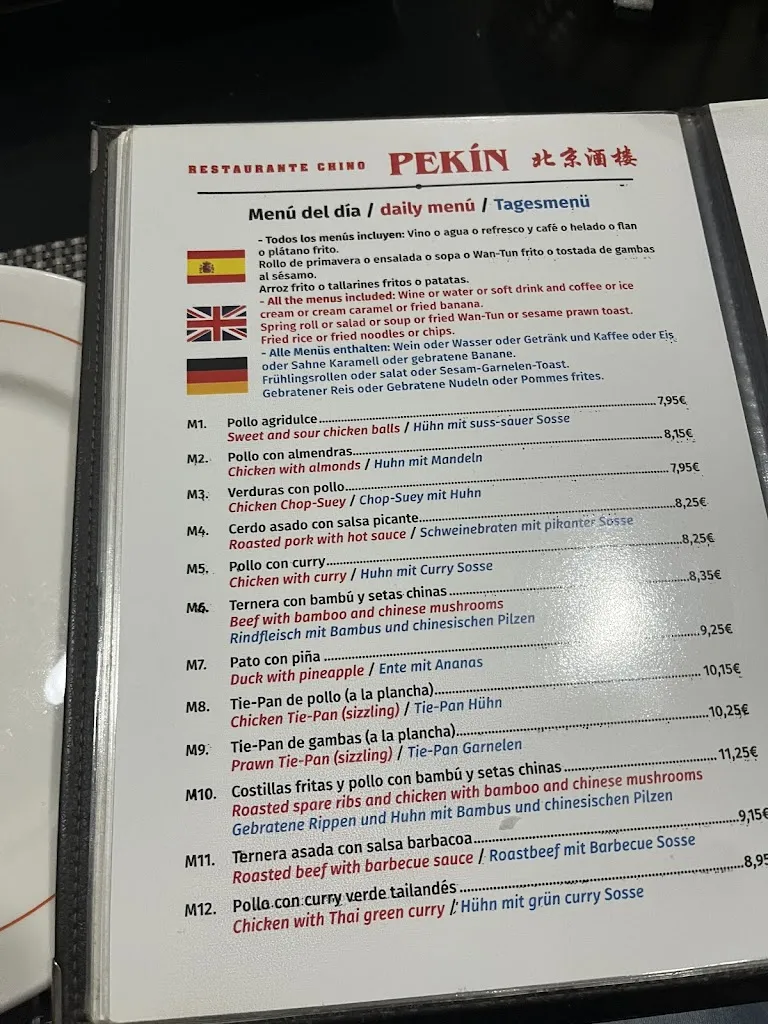 RESTAURANTE CHINO PEKÍN 北京酒楼
Menú del día / daily menú / Tagesmenü
- Todos los menús incluyen: Vino o agua o refresco y café o helado o flan
o plátano frito.
Rollo de primavera o ensalada o sopa o Wan-Tun frito o tostada de gambas
al sésamo.
Arroz frito o tallarines fritos o patatas.
- All the menus included: Wine or water or soft drink and coffee or ice
cream or cream caramel or fried banana.
Spring roll or salad or soup or fried Wan-Tun or sesame prawn toast.
Fried rice or fried noodles or chips.
- Alle Menüs enthalten: Wein oder Wasser oder Getränk und Kaffee oder Eis
oder Sahne Karamell oder gebratene Banane.
Frühlingsrollen oder salat oder Sesam-Garnelen-Toast.
Gebratener Reis oder Gebratene Nudeln oder Pommes frites.
M1. Pollo agridulce 7,95€
Sweet and sour chicken balls / Hühn mit suss-sauer Sosse
M2. Pollo con almendras 8,15€
Chicken with almonds / Huhn mit Mandeln
M3. Verduras con pollo 7,95€
Chicken Chop-Suey / Chop-Suey mit Huhn
M4. Cerdo asado con salsa picante 8,25€
Roasted pork with hot sauce / Schweinebraten mit pikanter Sosse
M5. Pollo con curry 8,25€
Chicken with curry / Huhn mit Curry Sosse
M6. Ternera con bambú y setas chinas 8,35€
Beef with bamboo and chinese mushrooms
Rindfleisch mit Bambus und chinesischen Pilzen
M7. Pato con piña 9,25€
Duck with pineapple / Ente mit Ananas
M8. Tie-Pan de pollo (a la plancha) 10,15€
Chicken Tie-Pan (sizzling) / Tie-Pan Hühn
M9. Tie-Pan de gambas (a la plancha) 10,25€
Prawn Tie-Pan (sizzling) / Tie-Pan Garnelen
M10. Costillas fritas y pollo con bambú y setas chinas 11,25€
Roasted spare ribs and chicken with bamboo and chinese mushrooms
Gebratene Rippen und Huhn mit Bambus und chinesischen Pilzen
M11. Ternera asada con salsa barbacoa 9,15€
Roasted beef with barbecue sauce / Roastbeef mit Barbecue Sosse
M12. Pollo con curry verde tailandés 8,95
Chicken with Thai green curry / Hühn mit grün curry Sosse